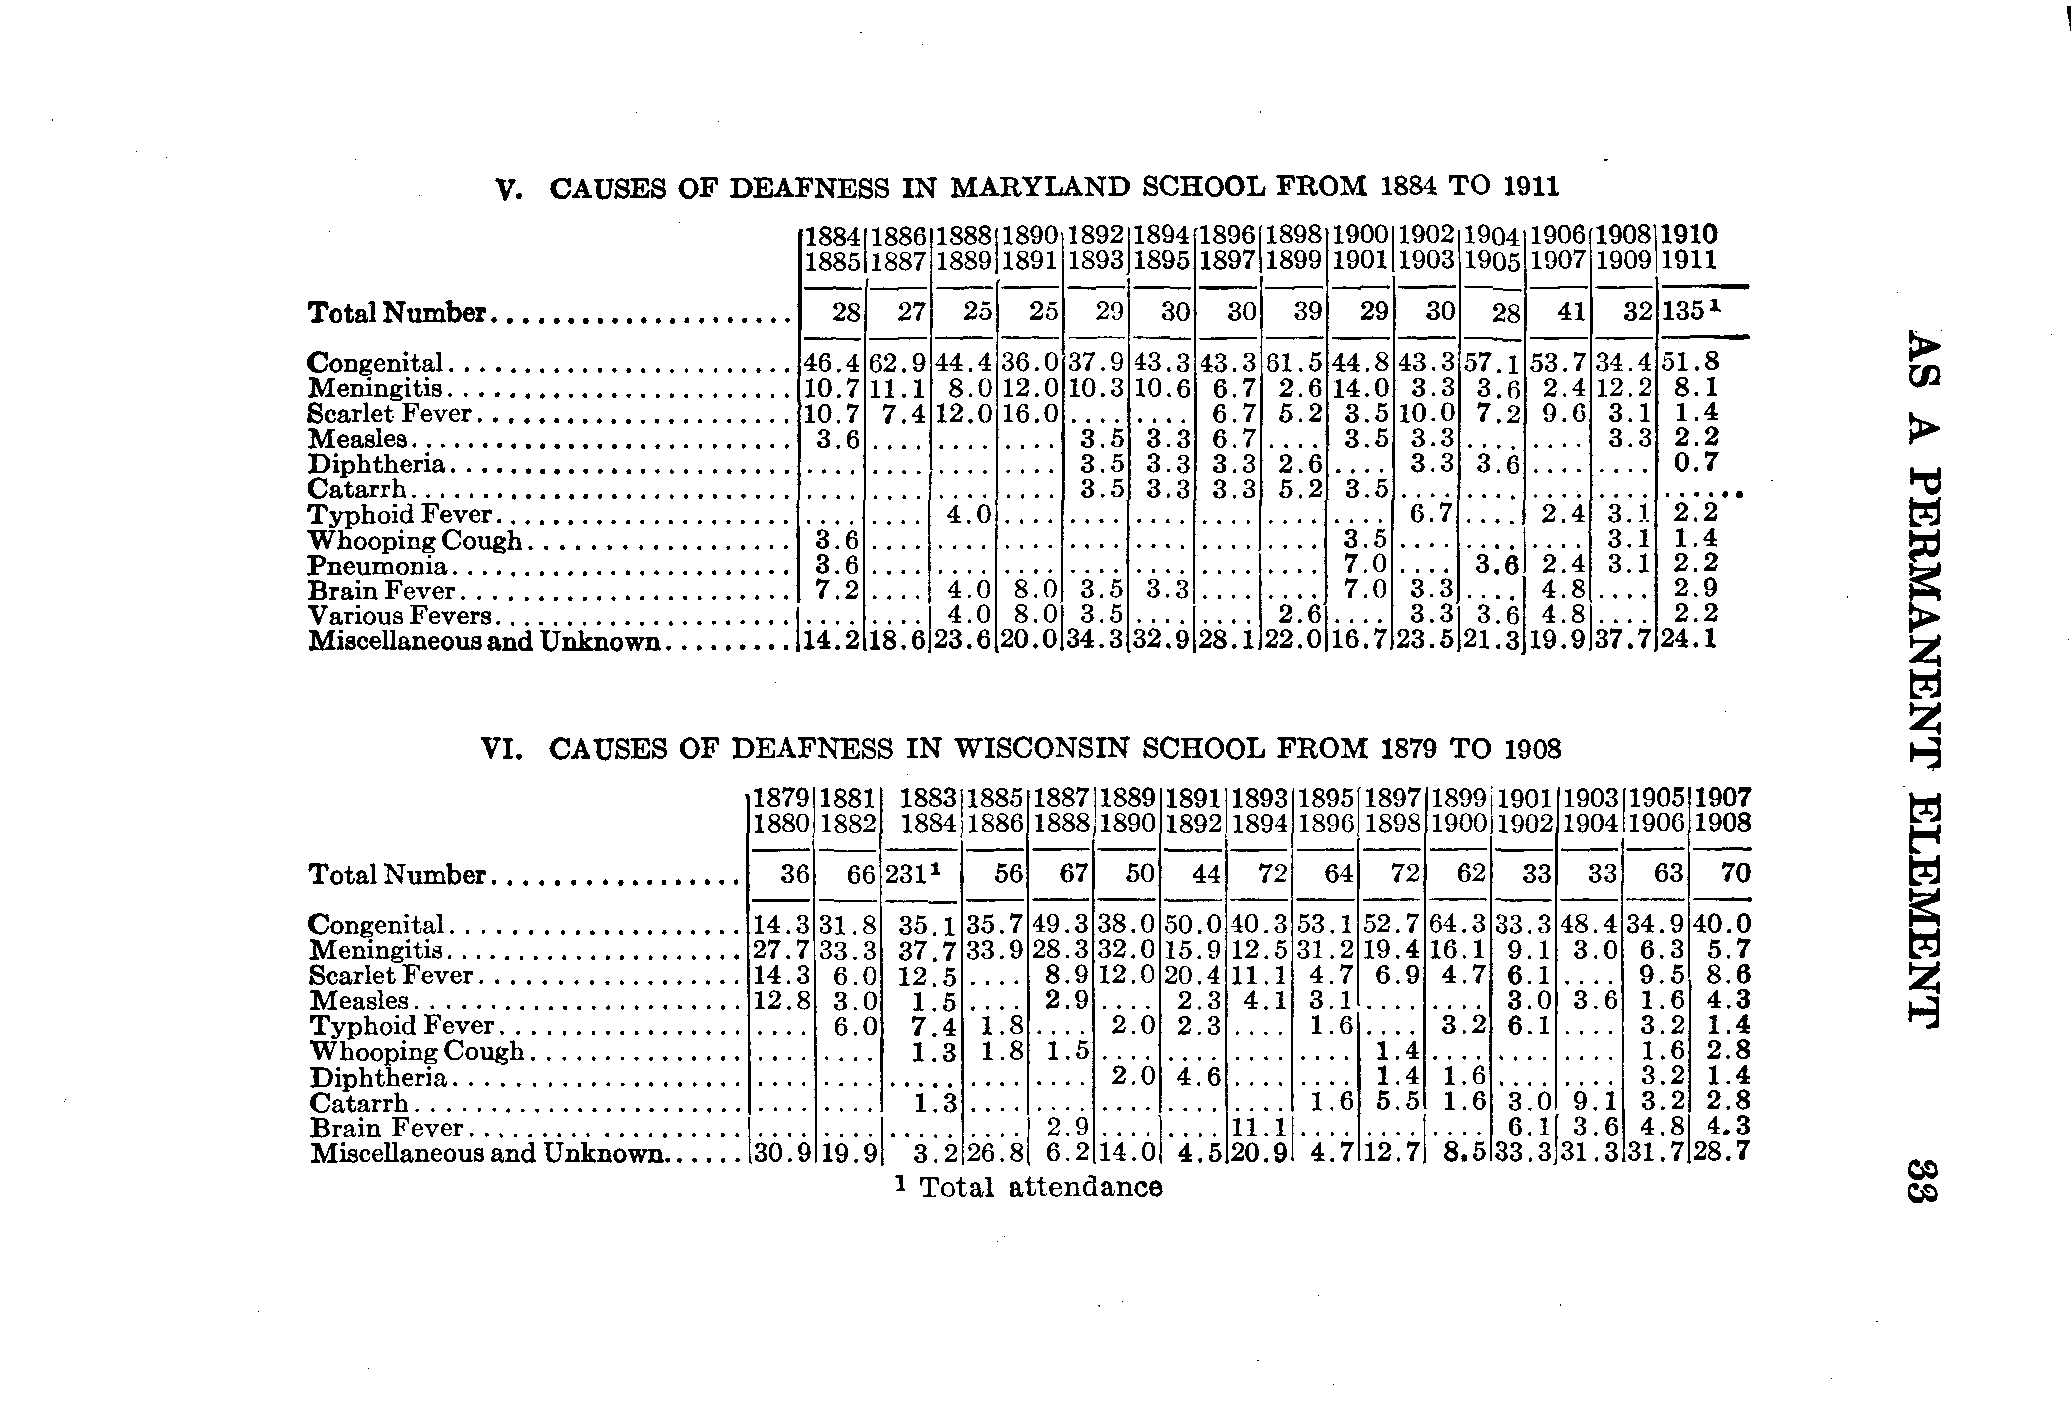 V. CAUSES OF DEAFNESS IN MARYLAND SCHOOL FROM 1884 TO 1911
1884 1886 1888 1890 1892 1894 1896 1898 1900 1902 1904 1906 1908 1910
1885 1887 1889 1891 1893 1895 1897 1899 1901 1903 1905 1907 1909 1911
Total Number..................... 28 27 25 25 29 30 30 39 29 30 28 41 32 135¹
Congenital........................ 46.4 62.9 44.4 36.0 37.9 43.3 43.3 61.5 44.8 43.3 57.1 53.7 34.4 51.8
Meningitis........................ 10.7 11.1 8.0 12.0 10.3 10.6 6.7 2.6 14.0 3.3 3.6 2.4 12.2 8.1
Scarlet Fever...................... 10.7 7.4 12.0 16.0 .... .... 6.7 5.2 3.5 10.0 7.2 9.6 3.1 1.4
Measles........................... 3.6 .... .... .... 3.5 3.3 6.7 .... 3.5 3.3 .... .... 3.3 2.2
Diphtheria........................ .... .... .... .... 3.5 3.3 3.3 2.6 .... 3.3 3.6 .... .... 0.7
Catarrh........................... .... .... .... .... 3.5 3.3 3.3 5.2 3.5 .... .... .... .... ......
Typhoid Fever..................... .... .... 4.0 .... .... .... .... .... .... 6.7 .... 2.4 3.1 2.2
Whooping Cough.................. 3.6 .... .... .... .... .... .... .... 3.5 .... .... .... 3.1 1.4
Pneumonia........................ 3.6 .... .... .... .... .... .... .... 7.0 .... 3.6 2.4 3.1 2.2
Brain Fever....................... 7.2 .... 4.0 8.0 3.5 3.3 .... .... 7.0 3.3 .... 4.8 .... 2.9
Various Fevers..................... .... .... 4.0 8.0 3.5 .... .... 2.6 .... 3.3 3.6 4.8 .... 2.2
Miscellaneous and Unknown......... 14.2 18.6 23.6 20.0 34.3 32.9 28.1 22.0 16.7 23.5 21.3 19.9 37.7 24.1
VI. CAUSES OF DEAFNESS IN WISCONSIN SCHOOL FROM 1879 TO 1908
1879 1881 1883 1885 1887 1889 1891 1893 1895 1897 1899 1901 1903 1905 1907
1880 1882 1884 1886 1888 1890 1892 1894 1896 1898 1900 1902 1904 1906 1908
Total Number................. 36 66 231¹ 56 67 50 44 72 64 72 62 33 33 63 70
Congenital.................... 14.3 31.8 35.1 35.7 49.3 38.0 50.0 40.3 53.1 52.7 64.3 33.3 48.4 34.9 40.0
Meningitis.................... 27.7 33.3 37.7 33.9 28.3 32.0 15.9 12.5 31.2 19.4 16.1 9.1 3.0 6.3 5.7
Scarlet Fever.................. 14.3 6.0 12.5 .... 8.9 12.0 20.4 11.1 4.7 6.9 4.7 6.1 .... 9.5 8.6
Measles....................... 12.8 3.0 1.5 .... 2.9 .... 2.3 4.1 3.1 .... .... 3.0 3.6 1.6 4.3
Typhoid Fever................. .... 6.0 7.4 1.8 .... 2.0 2.3 .... 1.6 .... 3.2 6.1 .... 3.2 1.4
Whooping Cough............... .... .... 1.3 1.8 1.5 .... .... .... .... 1.4 .... .... .... 1.6 2.8
Diphtheria.................... .... .... ..... .... .... 2.0 4.6 .... .... 1.4 1.6 .... .... 3.2 1.4
Catarrh....................... .... .... 1.3 .... .... .... .... .... 1.6 5.5 1.6 3.0 9.1 3.2 2.8
Brain Fever................... .... .... ..... .... 2.9 .... .... 11.1 .... .... .... 6.1 3.6 4.8 4.3
Miscellaneous and Unknown...... 30.9 19.9 3.2 26.8 6.2 14.0 4.5 20.9 4.7 12.7 8.5 33.3 31.3 31.7 28.7
¹ Total attendance
AS A PERMANENT ELEMENT 33